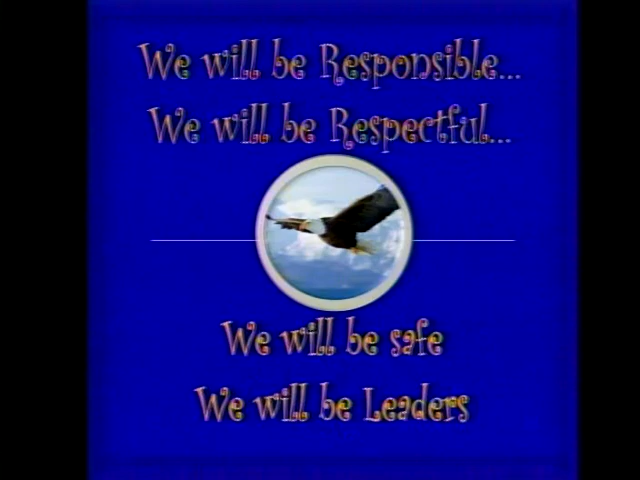 We will be Responsible...
We will be Respectful...
We will be safe
We will be Leaders